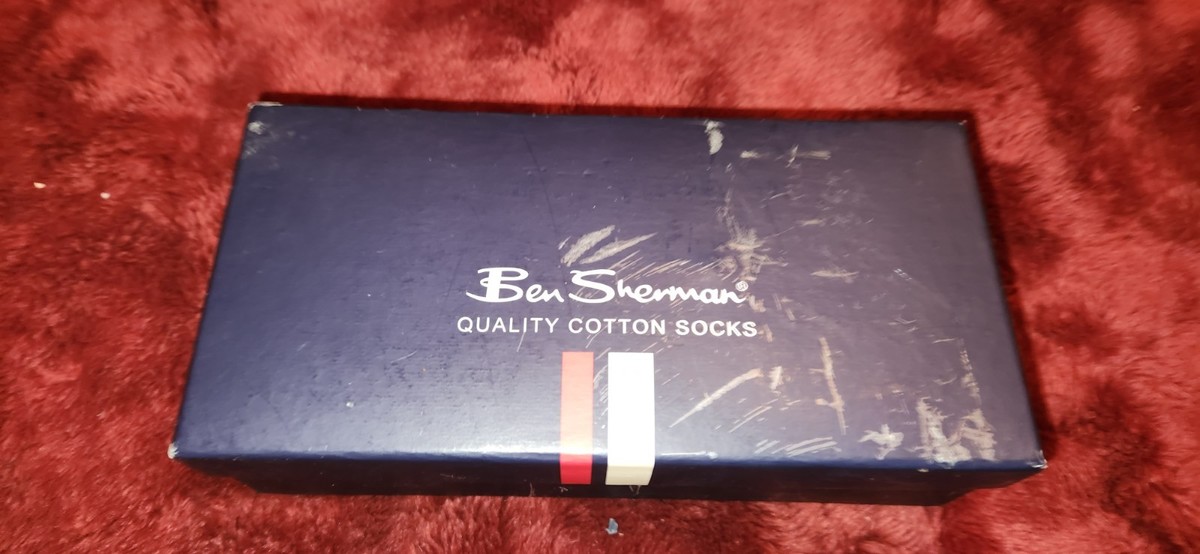 Ben Sherman®
QUALITY COTTON SOCKS